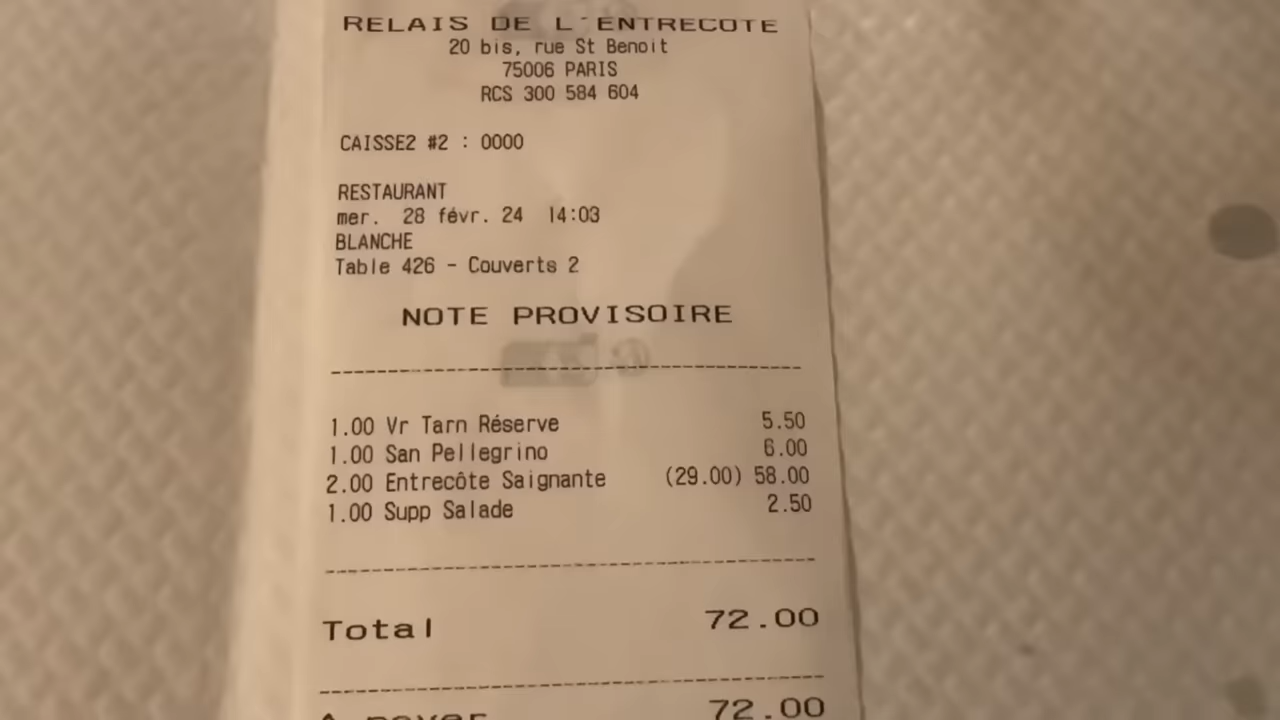 RELAIS DE L'ENTRECOTE
20 bis, rue St Benoit
75006 PARIS
RCS 300 584 604
CAISSE2 #2 : 0000
RESTAURANT
mer. 28 févr. 24 14:03
BLANCHE
Table 426 - Couverts 2
NOTE PROVISOIRE
1.00 Vr Tarn Réserve 5.50
1.00 San Pellegrino 6.00
2.00 Entrecôte Saignante (29.00) 58.00
1.00 Supp Salade 2.50
Total 72.00
A payer 72.00